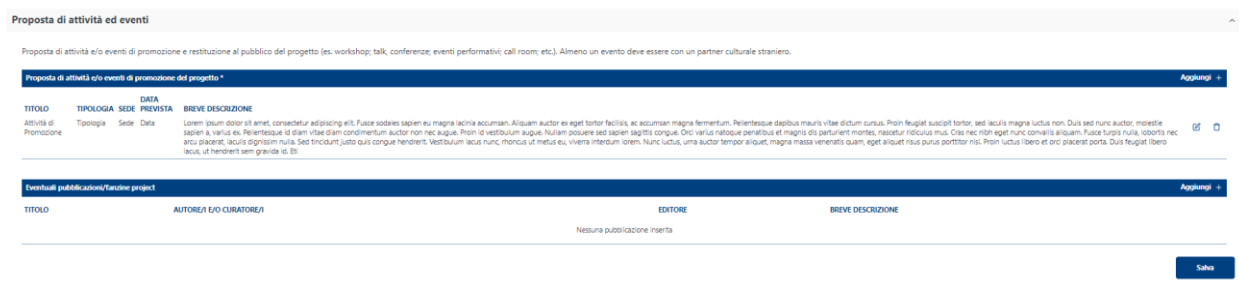 Proposta di attività ed eventi
Proposta di attività e/o eventi di promozione e restituzione al pubblico del progetto (es. workshop; talk, conferenze; eventi performativi; call room; etc.). Almeno un evento deve essere con un partner culturale straniero.
Proposta di attività e/o eventi di promozione del progetto * Aggiungi +
TITOLO TIPOLOGIA SEDE DATA PREVISTA BREVE DESCRIZIONE
Attività di Promozione Tipologia Sede Data Lorem ipsum dolor sit amet, consectetur adipiscing elit. Fusce sodales sapien eu magna lacinia accumsan. Aliquam auctor ex eget tortor facilisis, ac accumsan magna fermentum. Pellentesque dapibus mauris vitae dictum cursus. Proin feugiat suscipit tortor, sed iaculis magna luctus non. Duis sed nunc auctor, molestie
sapien a, varius ex. Pellentesque id diam vitae diam condimentum auctor non nec augue. Proin id vestibulum augue. Nullam posuere sed sapien sagittis congue. Orci varius natoque penatibus et magnis dis parturient montes, nascetur ridiculus mus. Cras nec nibh eget nunc convallis aliquam. Fusce turpis nulla, lobortis nec
arcu placerat, iaculis dignissim nulla. Sed tincidunt justo quis congue hendrerit. Vestibulum lacus nunc, rhoncus ut metus eu, viverra interdum lorem. Nunc luctus, urna auctor tempor aliquet, magna massa venenatis quam, eget aliquet risus purus porttitor nisi. Proin luctus libero et orci placerat porta. Duis feugiat libero
lacus, ut hendrerit sem gravida id. Eti
Eventuali pubblicazioni/fanzine project Aggiungi +
TITOLO AUTORE/I E/O CURATORE/I EDITORE BREVE DESCRIZIONE
Nessuna pubblicazione inserita
Salva